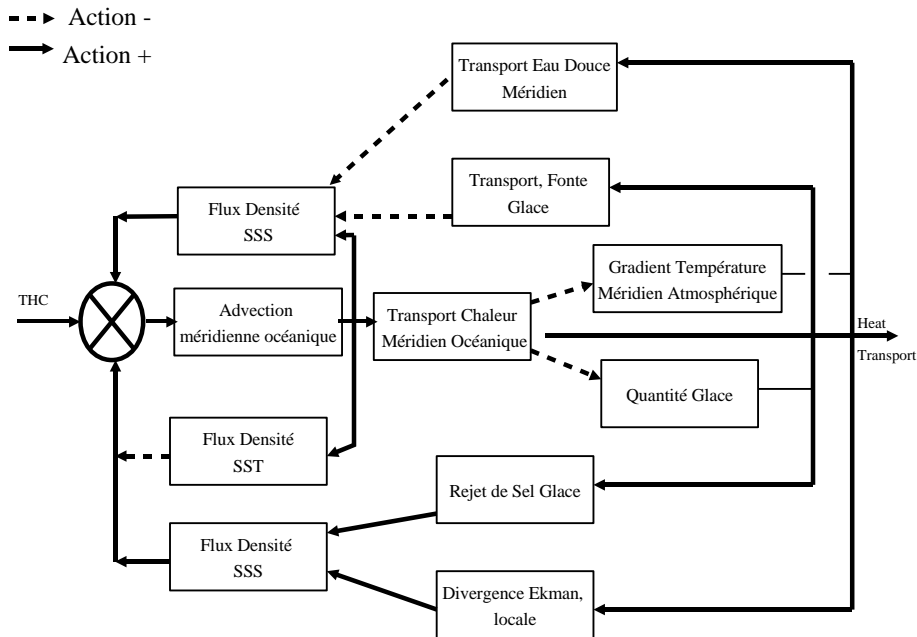 Action -
Action +
Transport Eau Douce
Méridien
Transport, Fonte
Glace
Flux Densité
SSS
Gradient Température
Méridien Atmosphérique
THC
Advection
méridienne océanique
Transport Chaleur
Méridien Océanique
Heat
Transport
Quantité Glace
Flux Densité
SST
Rejet de Sel Glace
Flux Densité
SSS
Divergence Ekman,
locale